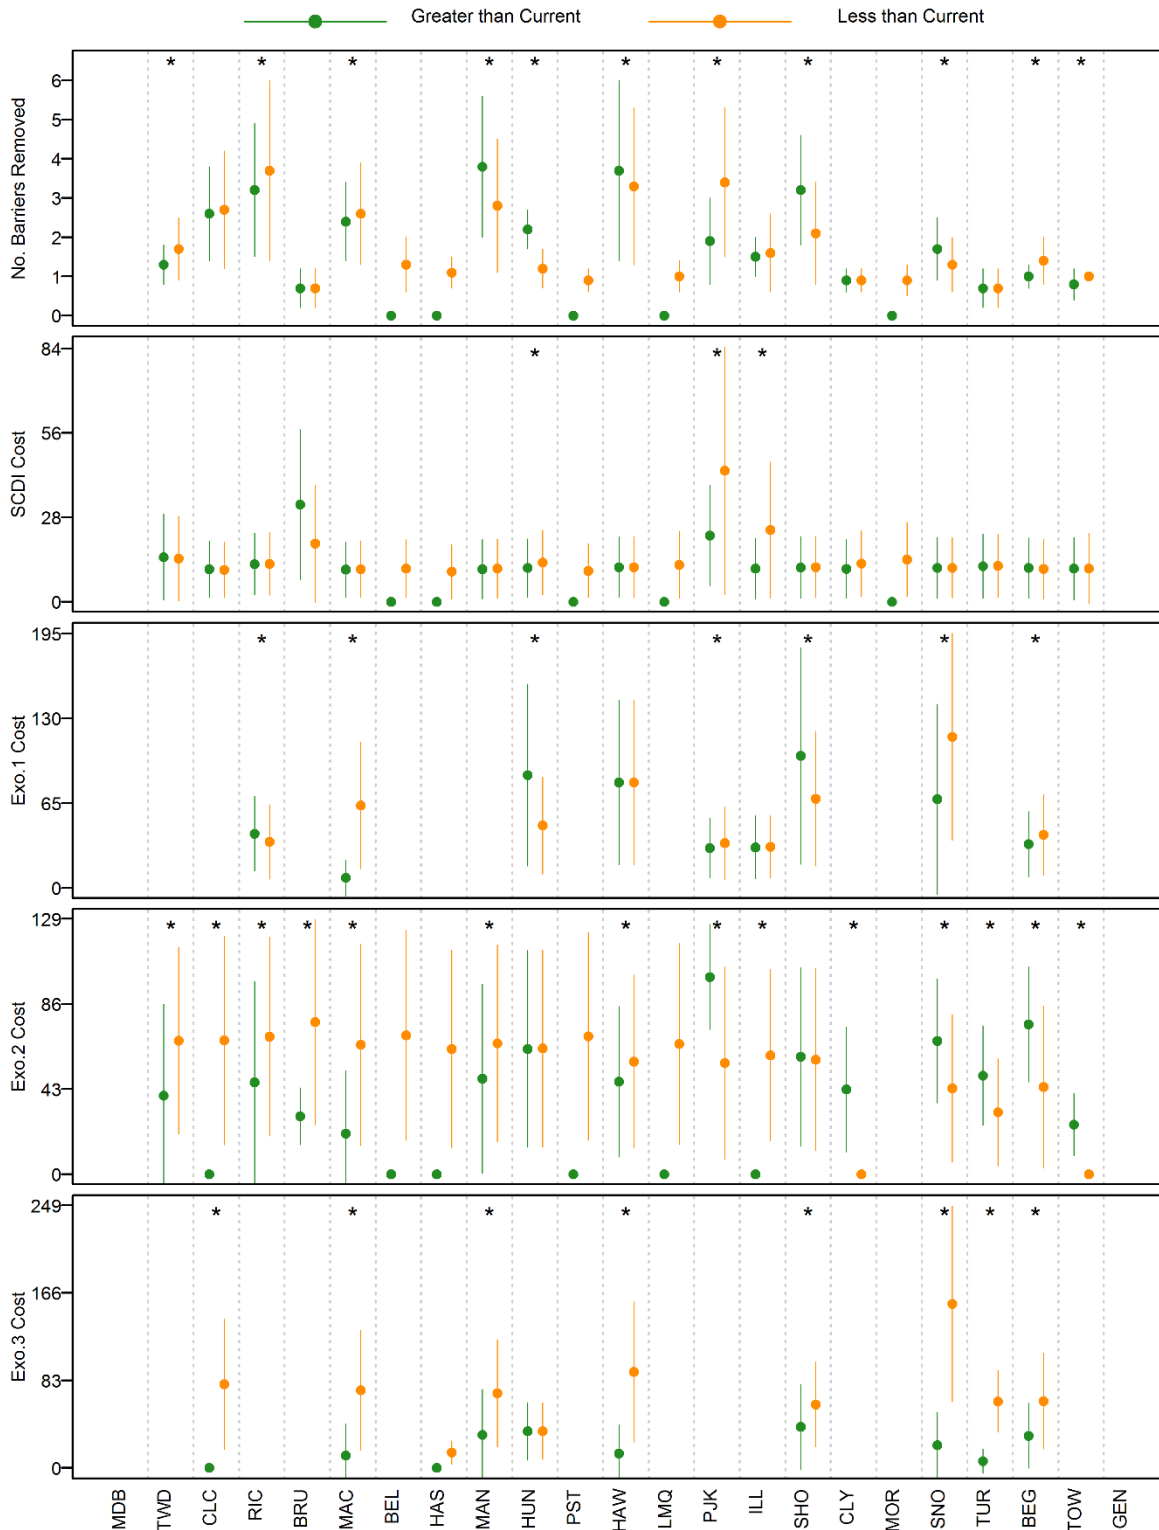 Greater than Current
Less than Current
No. Barriers Removed
6
5
4
3
2
1
0
* * * * * * * * * * *
SCDI Cost
84
56
28
0
* * *
Exo.1 Cost
195
130
65
0
* * * * * * *
Exo.2 Cost
129
86
43
0
* * * * * * * * * * * * * *
Exo.3 Cost
249
166
83
0
* * * * * * * *
MDB TWD CLC RIC BRU MAC BEL HAS MAN HUN PST HAW LMQ PJK ILL SHO CLY MOR SNO TUR BEG TOW GEN